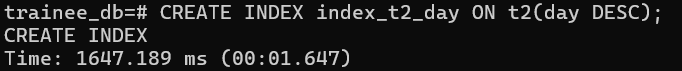 trainee_db=# CREATE INDEX index_t2_day ON t2(day DESC);
CREATE INDEX
Time: 1647.189 ms (00:01.647)